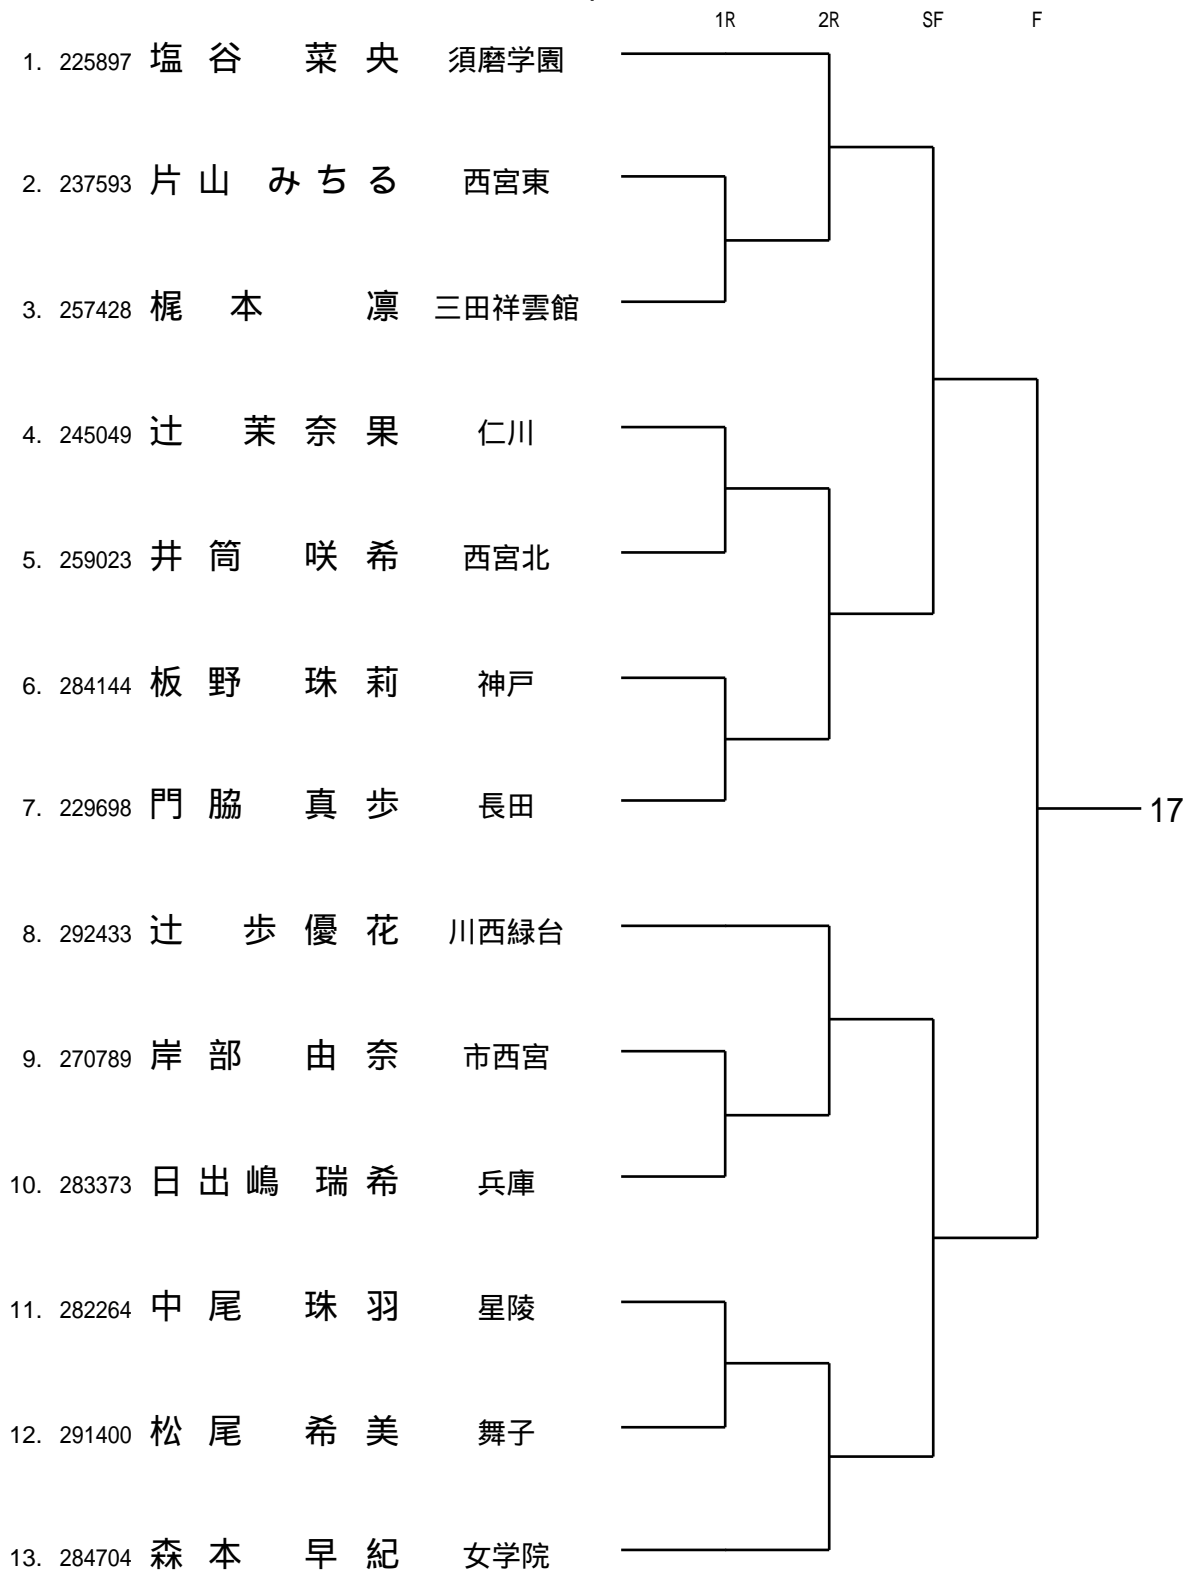 1R 2R SF F
1. 225897 塩谷 菜央 須磨学園
2. 237593 片山 みちる 西宮東
3. 257428 梶本 凛 三田祥雲館
4. 245049 辻 茉奈果 仁川
5. 259023 井筒 咲希 西宮北
6. 284144 板野 珠莉 神戸
7. 229698 門脇 真歩 長田
17
8. 292433 辻 歩優花 川西緑台
9. 270789 岸部 由奈 市西宮
10. 283373 日出嶋 瑞希 兵庫
11. 282264 中尾 珠羽 星陵
12. 291400 松尾 希美 舞子
13. 284704 森本 早紀 女学院